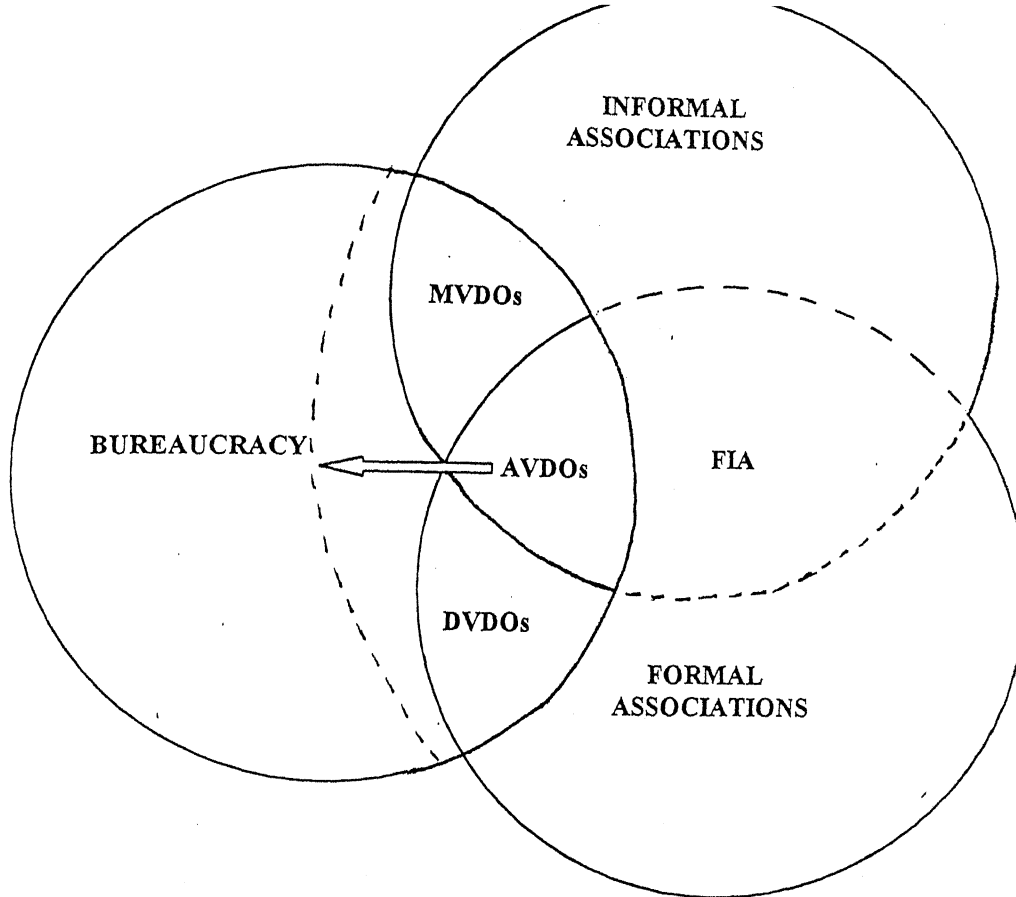 INFORMAL
ASSOCIATIONS
MVDOs
BUREAUCRACY
AVDOs
FIA
DVDOs
FORMAL
ASSOCIATIONS